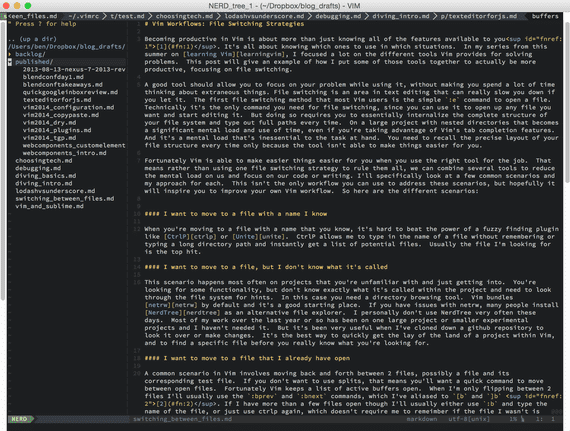 NERD_tree_1 - (~/Dropbox/blog_drafts) - VIM
een_files.md > ~/.vimrc > t/test.md > choosingtech.md > lodashvsunderscore.md > debugging.md > diving_intro.md > p/texteditorforjs.md buffers
" Press ? for help
# Vim Workflows: File Switching Strategies
Becoming productive in Vim is about more than just knowing all of the features available to you<sup id="fnref:
1">[1](#fn:1)</sup>. It's all about knowing which ones to use in which situations. In my series from this
summer on [learning Vim][learningvim], I focused a lot on the different tools Vim provides for solving
problems. This post will give an example of how I put some of those tools together to actually be more
productive, focusing on file switching.
.. (up a dir)
/Users/ben/Dropbox/blog_drafts/
backlog/
published/
2013-08-13-nexus-7-2013-rev
blendconfday1.md
blendconftakeaways.md
quickgoolainboxreview.md
texteditorforjs.md
vim2014_configuration.md
vim2014_copypaste.md
vim2014_dry.md
vim2014_plugins.md
vim2014_tgp.md
webcomponents_customelement
webcomponents_intro.md
choosingtech.md
debugging.md
diving_basics.md
diving_intro.md
lodashvsunderscore.md
switching_between_files.md
vim_and_sublime.md
A good tool should allow you to focus on your problem while using it, without making you spend a lot of time
thinking about extraneous things. File switching is an area in text editing that can really slow you down if
you let it. The first file switching method that most Vim users is the simple `:e` command to open a file.
Technically it's the only command you need for file switching, since you can use it to open up any file you
want and start editing it. But doing so requires you to essentially internalize the complete structure of
your file system and type out full paths every time. On a large project with nested directories that becomes
a significant mental load and use of time, even if you're taking advantage of Vim's tab completion features.
And it's a mental load that's inessential to the task at hand. You need to recall the precise layout of your
file structure every time only because the tool isn't able to make things easier for you.
Fortunately Vim is able to make easier things easier for you when you use the right tool for the job. That
means rather than using one file switching strategy to rule them all, we can combine several tools to reduce
the mental load on us and focus on our code or writing. I'll specifically look at a few common scenarios and
my approach for each. This isn't the only workflow you can use to address these scenarios, but hopefully it
will inspire you to improve your own Vim workflow. So here are the different scenarios:
#### I want to move to a file with a name I know
When you're moving to a file with a name that you know, it's hard to beat the power of a fuzzy finding plugin
like [CtrlP][ctrlp] or [Unite][unite]. CtrlP allows me to type in the name of a file without remembering or
typing a long directory path and instantly get a list of potential files. Usually the file I'm looking for
is the top hit.
#### I want to move to a file, but I don't know what it's called
This scenario happens most often on projects that you're unfamiliar with and just getting into. You're
looking for some functionality, but don't know exactly what it's called within the project and need to look
through the file system for hints. In this case you need a directory browsing tool. Vim bundles
[netrw][netrw] by default and it's a good starting place. If you have issues with netrw, many people install
[NerdTree][nerdtree] as an alternative file explorer. I personally don't use NerdTree very often these
days. Most of my work over the last year or so has been on one large project or smaller experimental
projects and I haven't needed it. But it's been very useful when I've cloned down a github repository to
look it over or make changes. It's the best way to quickly get the lay of the land of a project within Vim,
and to find a specific file before you really know what you're looking for.
#### I want to move to a file that I already have open
A common scenario in Vim involves moving back and forth between 2 files, possibly a file and its
corresponding test file. If you don't want to use splits, that means you'll want a quick command to move
between open files. Fortunately Vim keeps a list of active buffers open. When I'm only flipping between 2
files I'll usually use the `:bprev` and `:bnext` commands, which I've aliased to `[b` and `]b` <sup id="fnref:
2">[2](#fn:2)</sup>. If I have more than a few files open though I'll usually either use `:b` and type the
name of the file, or just use ctrlp again, which doesn't require me to remember if the file I want is
NERD switching_between_files.md markdown utf-8[unix] 1% 1: 1